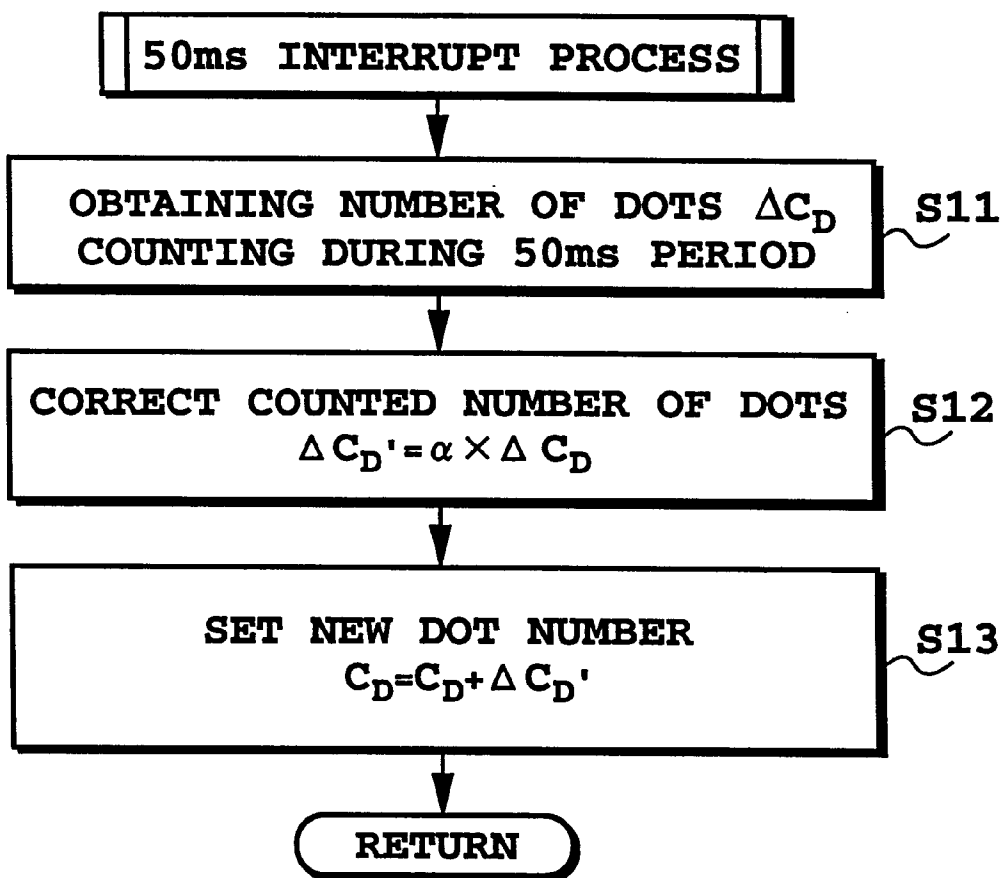 50ms INTERRUPT PROCESS
OBTAINING NUMBER OF DOTS ΔC_D
COUNTING DURING 50ms PERIOD
S11
CORRECT COUNTED NUMBER OF DOTS
ΔC_D'=α×ΔC_D
S12
SET NEW DOT NUMBER
C_D=C_D+ΔC_D'
S13
RETURN